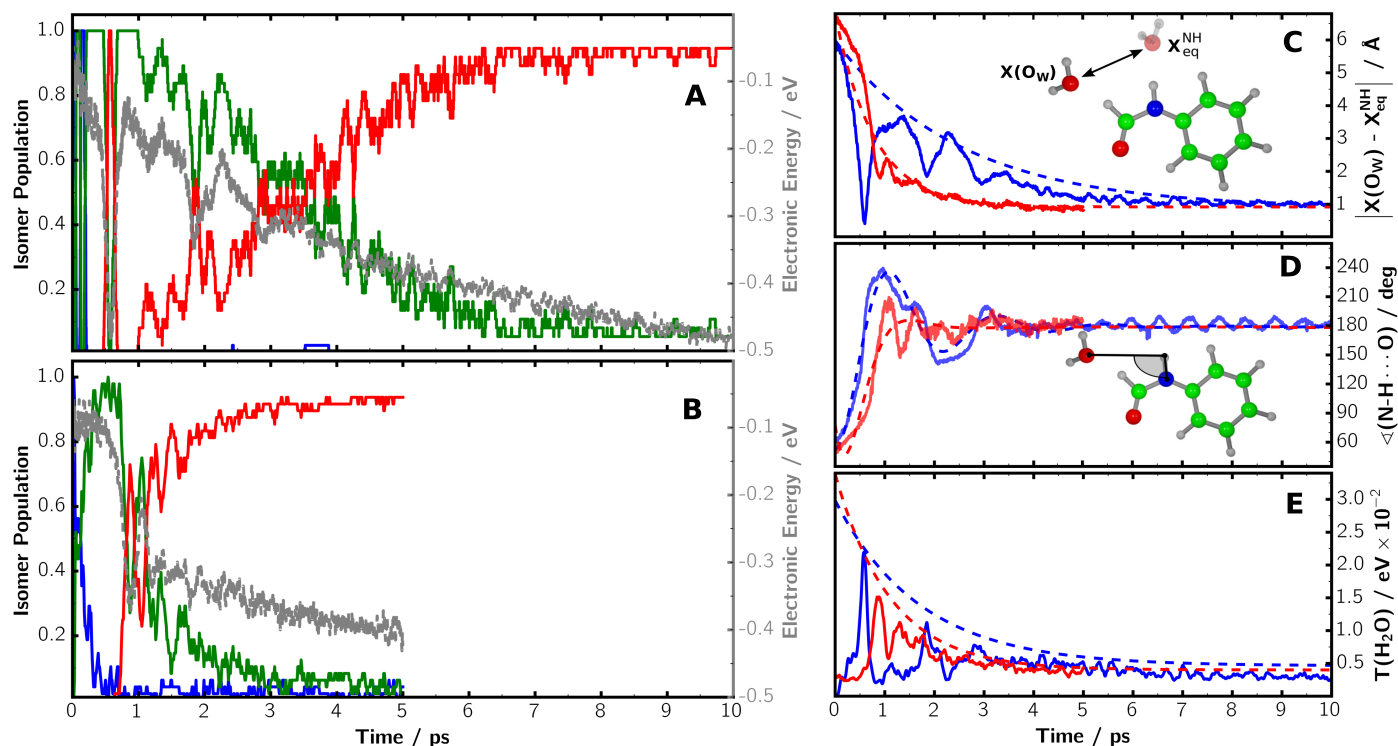 A
1.0
0.8
0.6
0.4
0.2
Isomer Population
-0.1
-0.2
-0.3
-0.4
-0.5
Electronic Energy / eV
B
1.0
0.8
0.6
0.4
0.2
Isomer Population
-0.1
-0.2
-0.3
-0.4
-0.5
Electronic Energy / eV
0 1 2 3 4 5 6 7 8 9 10
Time / ps
C
X(O_W)
X_eq^NH
6
5
4
3
2
1
|X(O_W) - X_eq^NH| / Å
D
240
210
180
150
120
90
60
∢(N-H ··· O) / deg
E
3.0
2.5
2.0
1.5
1.0
0.5
T(H₂O) / eV × 10⁻²
0 1 2 3 4 5 6 7 8 9 10
Time / ps